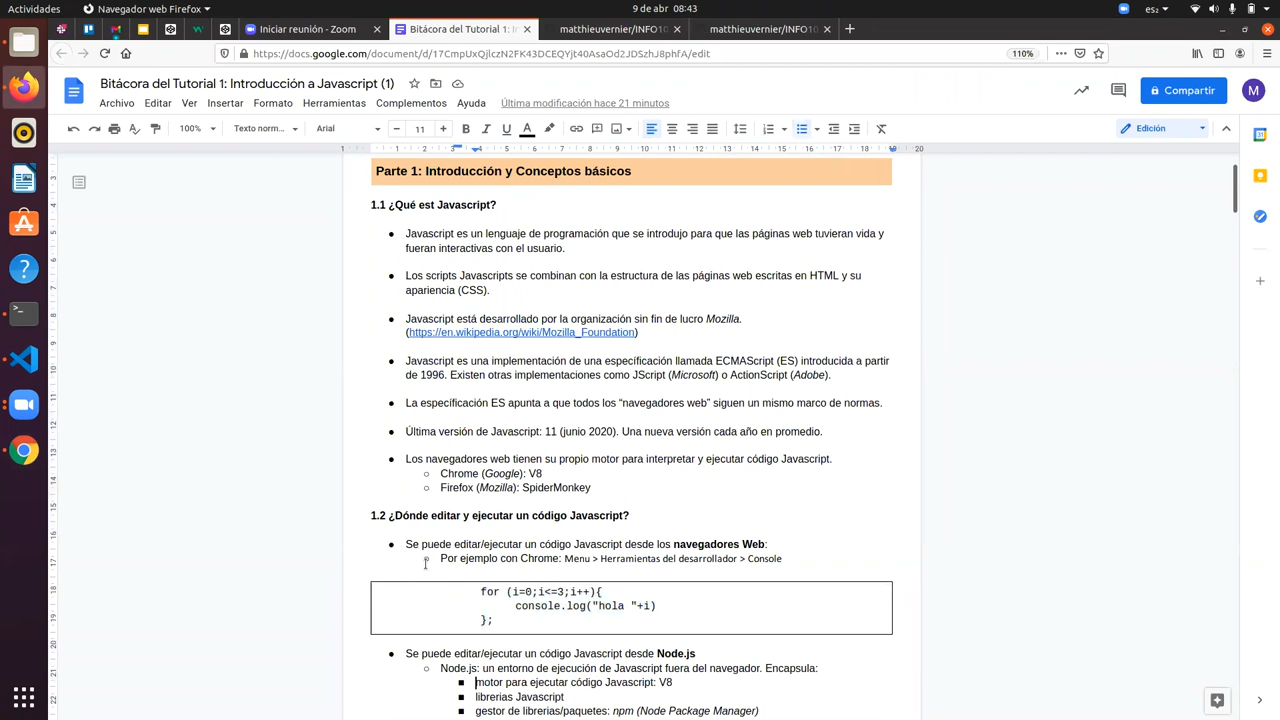 Navegador web Firefox
9 de abr 08:43
es2
Iniciar reunión - Zoom
Bitácora del Tutorial 1: In
matthieuvernier/INFO10
matthieuvernier/INFO10
https://docs.google.com/document/d/17CmpUxQjlczN2FK43DCEQYjt40AsaOd2JDSzhJ8phfA/edit
110%
Bitácora del Tutorial 1: Introducción a Javascript (1)
Archivo Editar Ver Insertar Formato Herramientas Complementos Ayuda Última modificación hace 21 minutos
Compartir
M
100% Texto norm... Arial 11
Edición
Parte 1: Introducción y Conceptos básicos
1.1 ¿Qué est Javascript?
● Javascript es un lenguaje de programación que se introdujo para que las páginas web tuvieran vida y
fueran interactivas con el usuario.
● Los scripts Javascripts se combinan con la estructura de las páginas web escritas en HTML y su
apariencia (CSS).
● Javascript está desarrollado por la organización sin fin de lucro Mozilla.
(https://en.wikipedia.org/wiki/Mozilla_Foundation)
● Javascript es una implementación de una específicación llamada ECMAScript (ES) introducida a partir
de 1996. Existen otras implementaciones como JScript (Microsoft) o ActionScript (Adobe).
● La específicación ES apunta a que todos los “navegadores web” siguen un mismo marco de normas.
● Última versión de Javascript: 11 (junio 2020). Una nueva versión cada año en promedio.
● Los navegadores web tienen su propio motor para interpretar y ejecutar código Javascript.
○ Chrome (Google): V8
○ Firefox (Mozilla): SpiderMonkey
1.2 ¿Dónde editar y ejecutar un código Javascript?
● Se puede editar/ejecutar un código Javascript desde los navegadores Web:
○ Por ejemplo con Chrome: Menu > Herramientas del desarrollador > Console
for (i=0;i<=3;i++){
console.log("hola "+i)
};
● Se puede editar/ejecutar un código Javascript desde Node.js
○ Node.js: un entorno de ejecución de Javascript fuera del navegador. Encapsula:
■ motor para ejecutar código Javascript: V8
■ librerias Javascript
■ gestor de librerias/paquetes: npm (Node Package Manager)